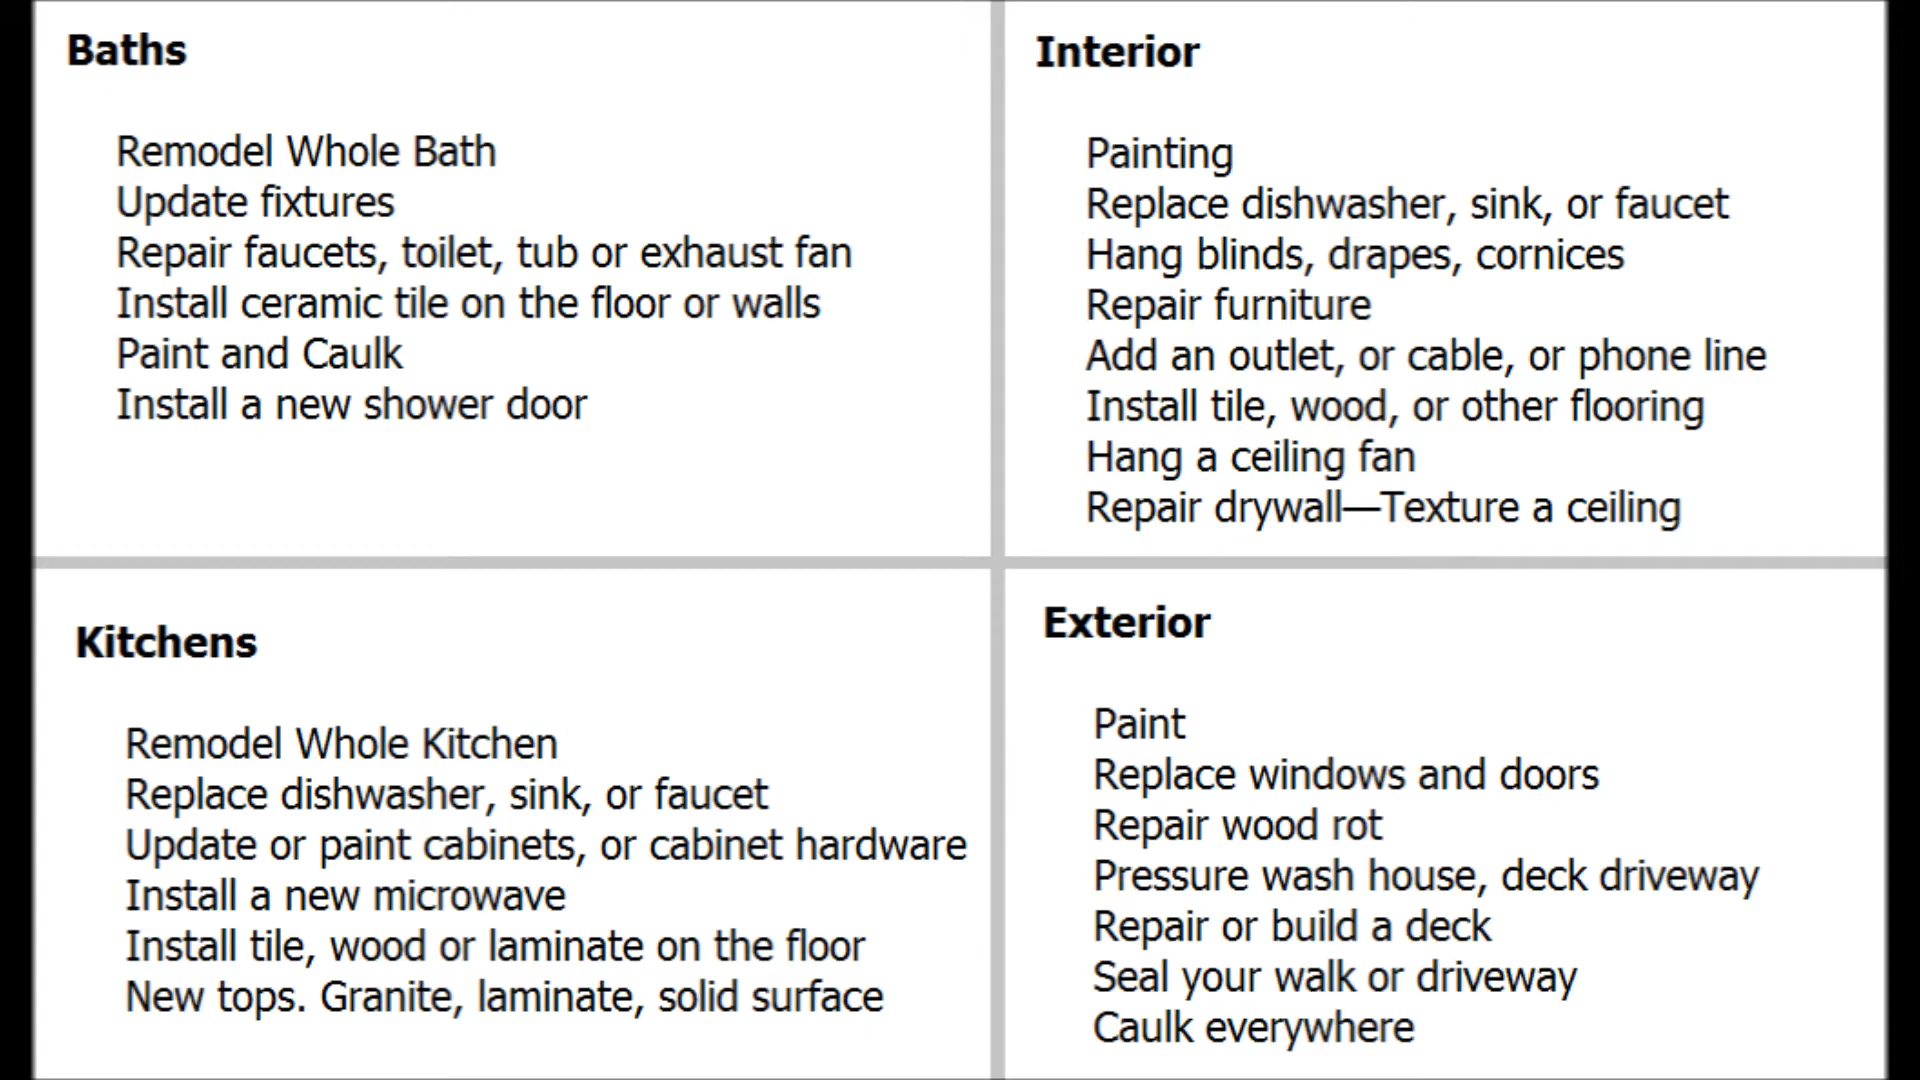 Baths
Remodel Whole Bath
Update fixtures
Repair faucets, toilet, tub or exhaust fan
Install ceramic tile on the floor or walls
Paint and Caulk
Install a new shower door
Interior
Painting
Replace dishwasher, sink, or faucet
Hang blinds, drapes, cornices
Repair furniture
Add an outlet, or cable, or phone line
Install tile, wood, or other flooring
Hang a ceiling fan
Repair drywall—Texture a ceiling
Kitchens
Remodel Whole Kitchen
Replace dishwasher, sink, or faucet
Update or paint cabinets, or cabinet hardware
Install a new microwave
Install tile, wood or laminate on the floor
New tops. Granite, laminate, solid surface
Exterior
Paint
Replace windows and doors
Repair wood rot
Pressure wash house, deck driveway
Repair or build a deck
Seal your walk or driveway
Caulk everywhere